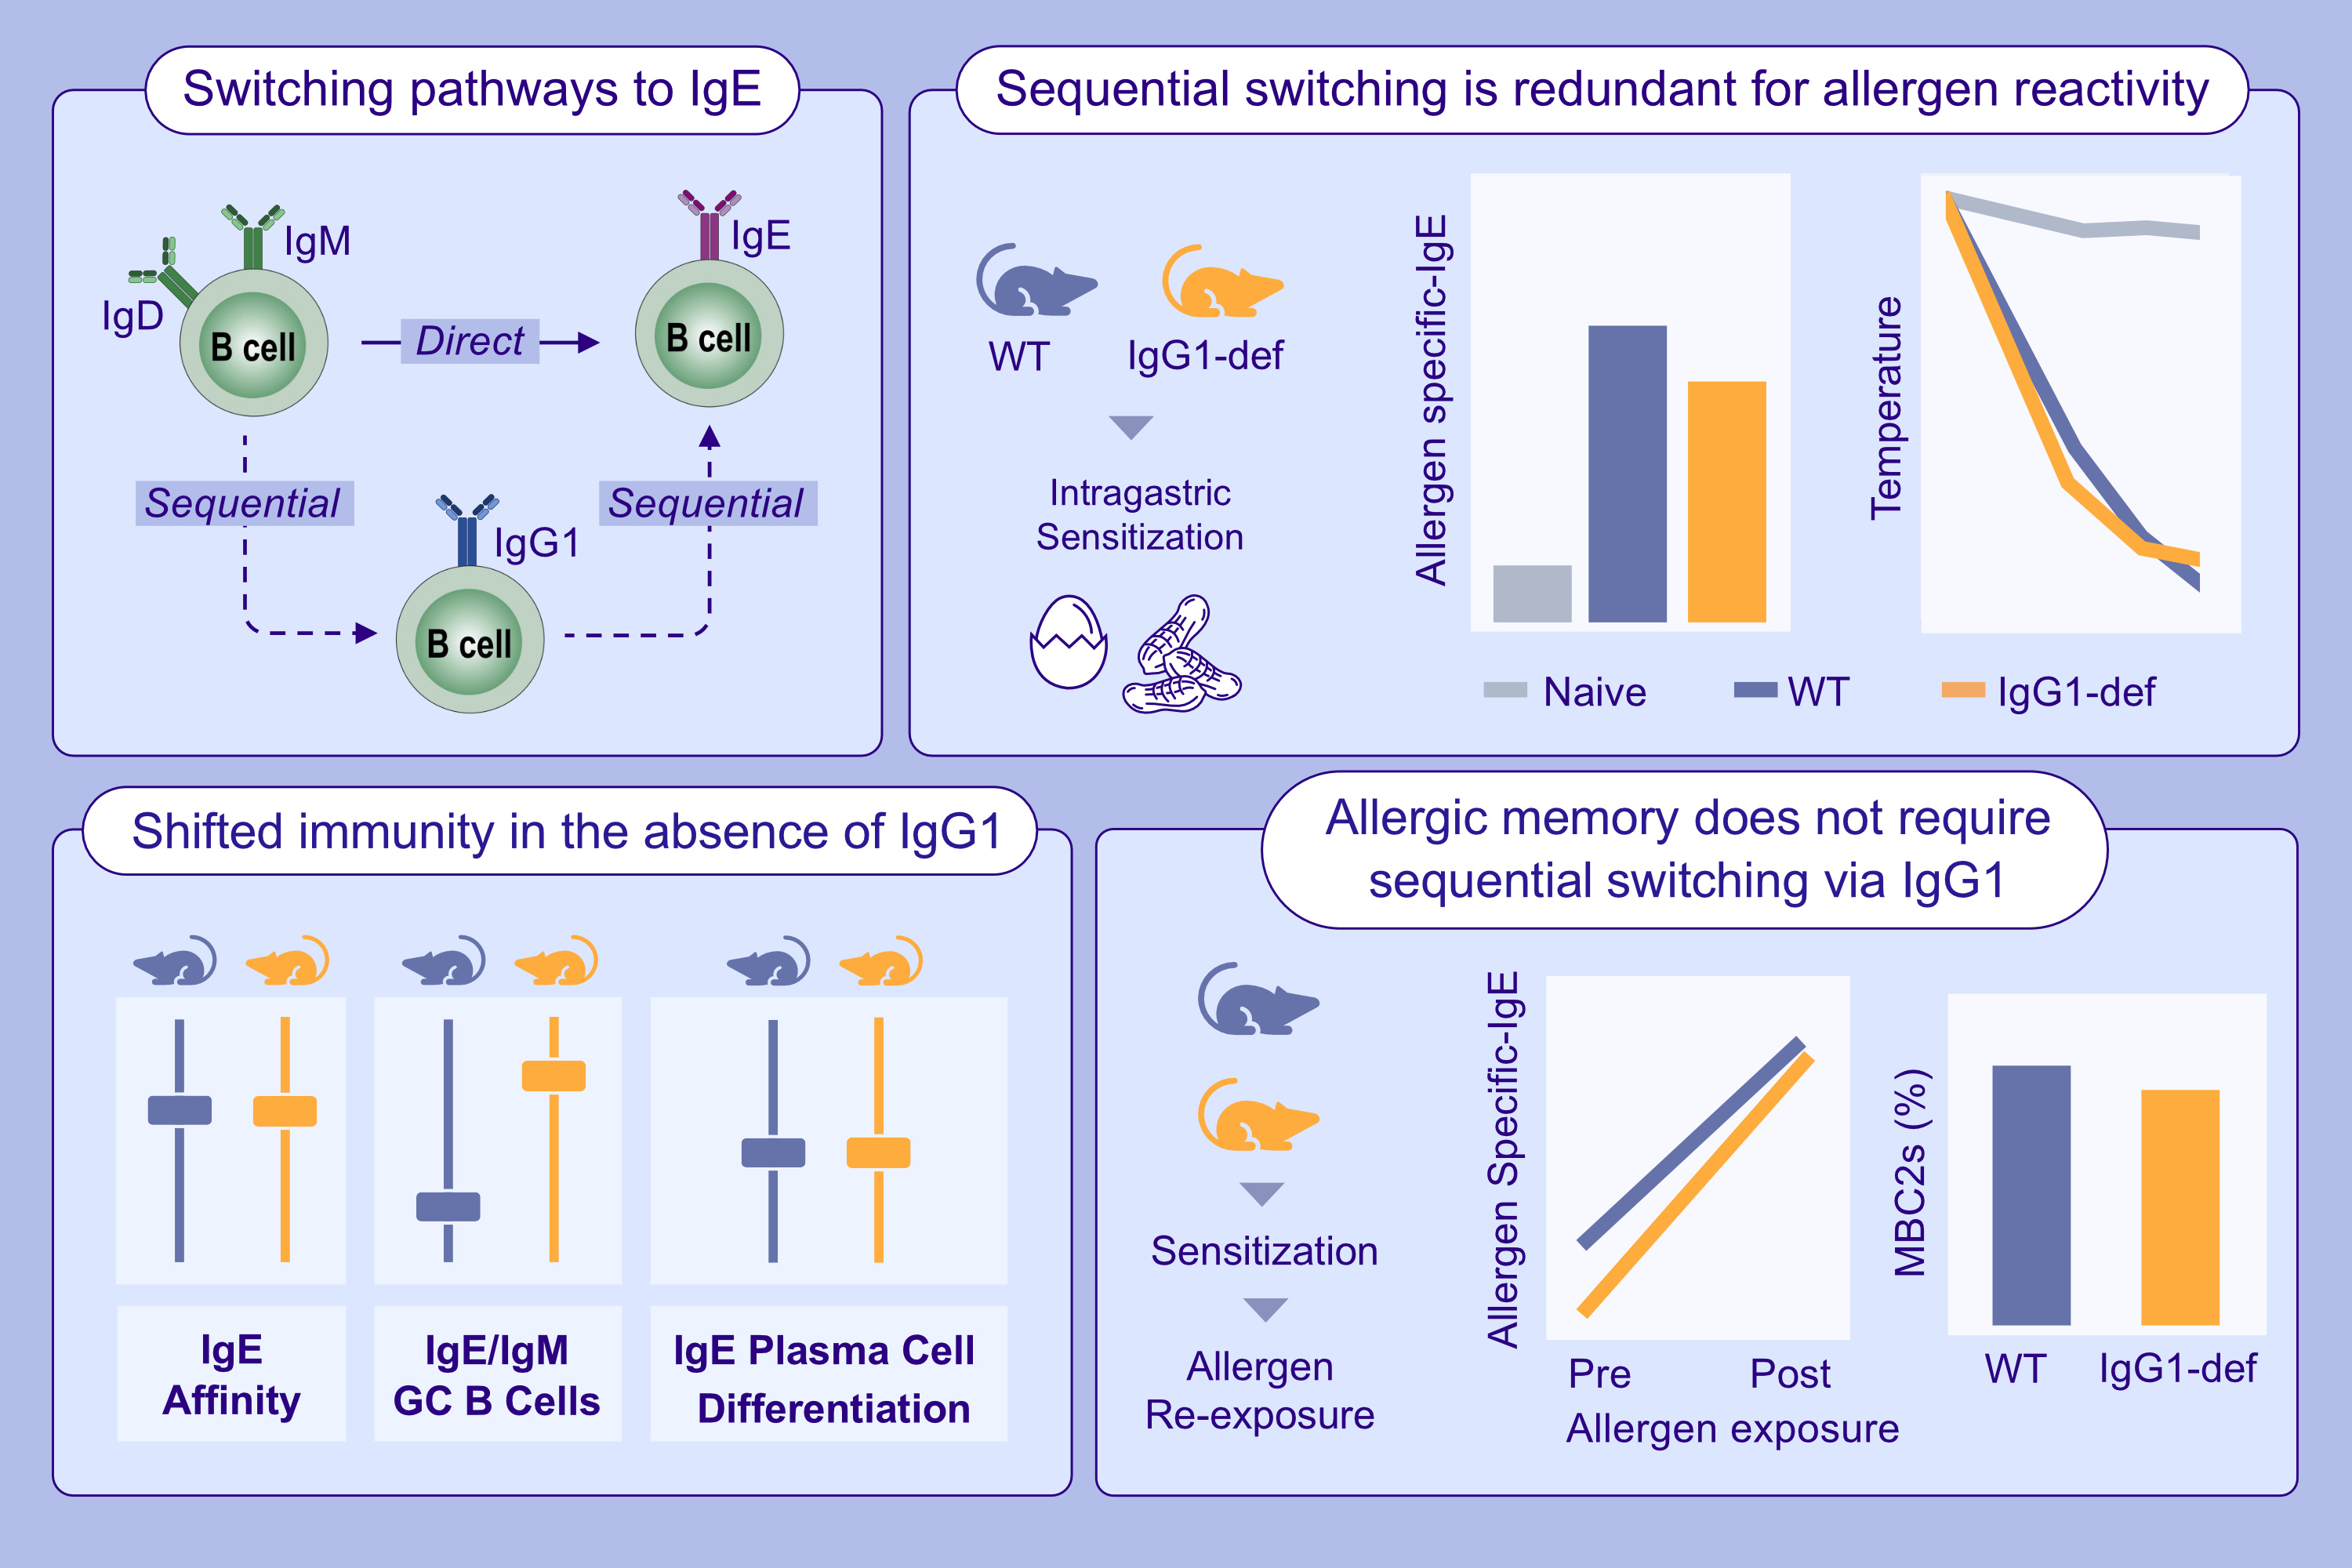 Switching pathways to IgE
IgM
IgE
IgD
B cell
Direct
B cell
Sequential
Sequential
IgG1
B cell
Sequential switching is redundant for allergen reactivity
WT
IgG1-def
Intragastric
Sensitization
Allergen specific-IgE
Temperature
Naive
WT
IgG1-def
Shifted immunity in the absence of IgG1
IgE
Affinity
IgE/IgM
GC B Cells
IgE Plasma Cell
Differentiation
Allergic memory does not require
sequential switching via IgG1
Sensitization
Allergen
Re-exposure
Allergen Specific-IgE
Pre
Post
Allergen exposure
MBC2s (%)
WT
IgG1-def